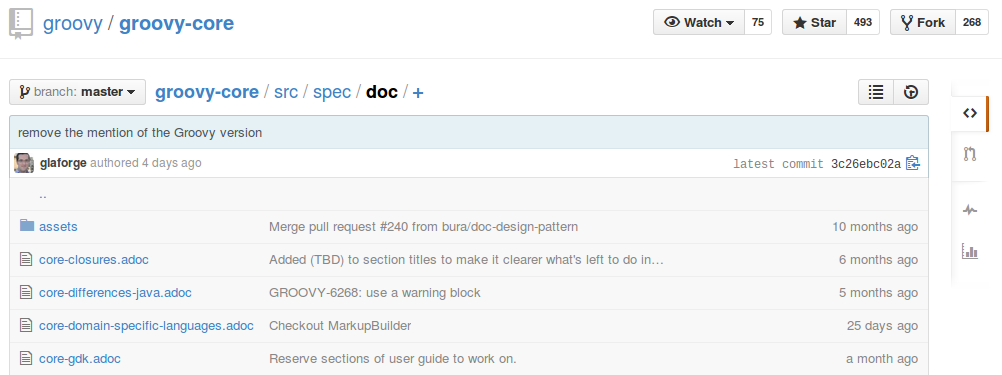 groovy / groovy-core
Watch 75 Star 493 Fork 268
branch: master groovy-core / src / spec / doc / +
remove the mention of the Groovy version
glaforge authored 4 days ago latest commit 3c26ebc02a
..
assets Merge pull request #240 from bura/doc-design-pattern 10 months ago
core-closures.adoc Added (TBD) to section titles to make it clearer what's left to do in… 6 months ago
core-differences-java.adoc GROOVY-6268: use a warning block 5 months ago
core-domain-specific-languages.adoc Checkout MarkupBuilder 25 days ago
core-gdk.adoc Reserve sections of user guide to work on. a month ago